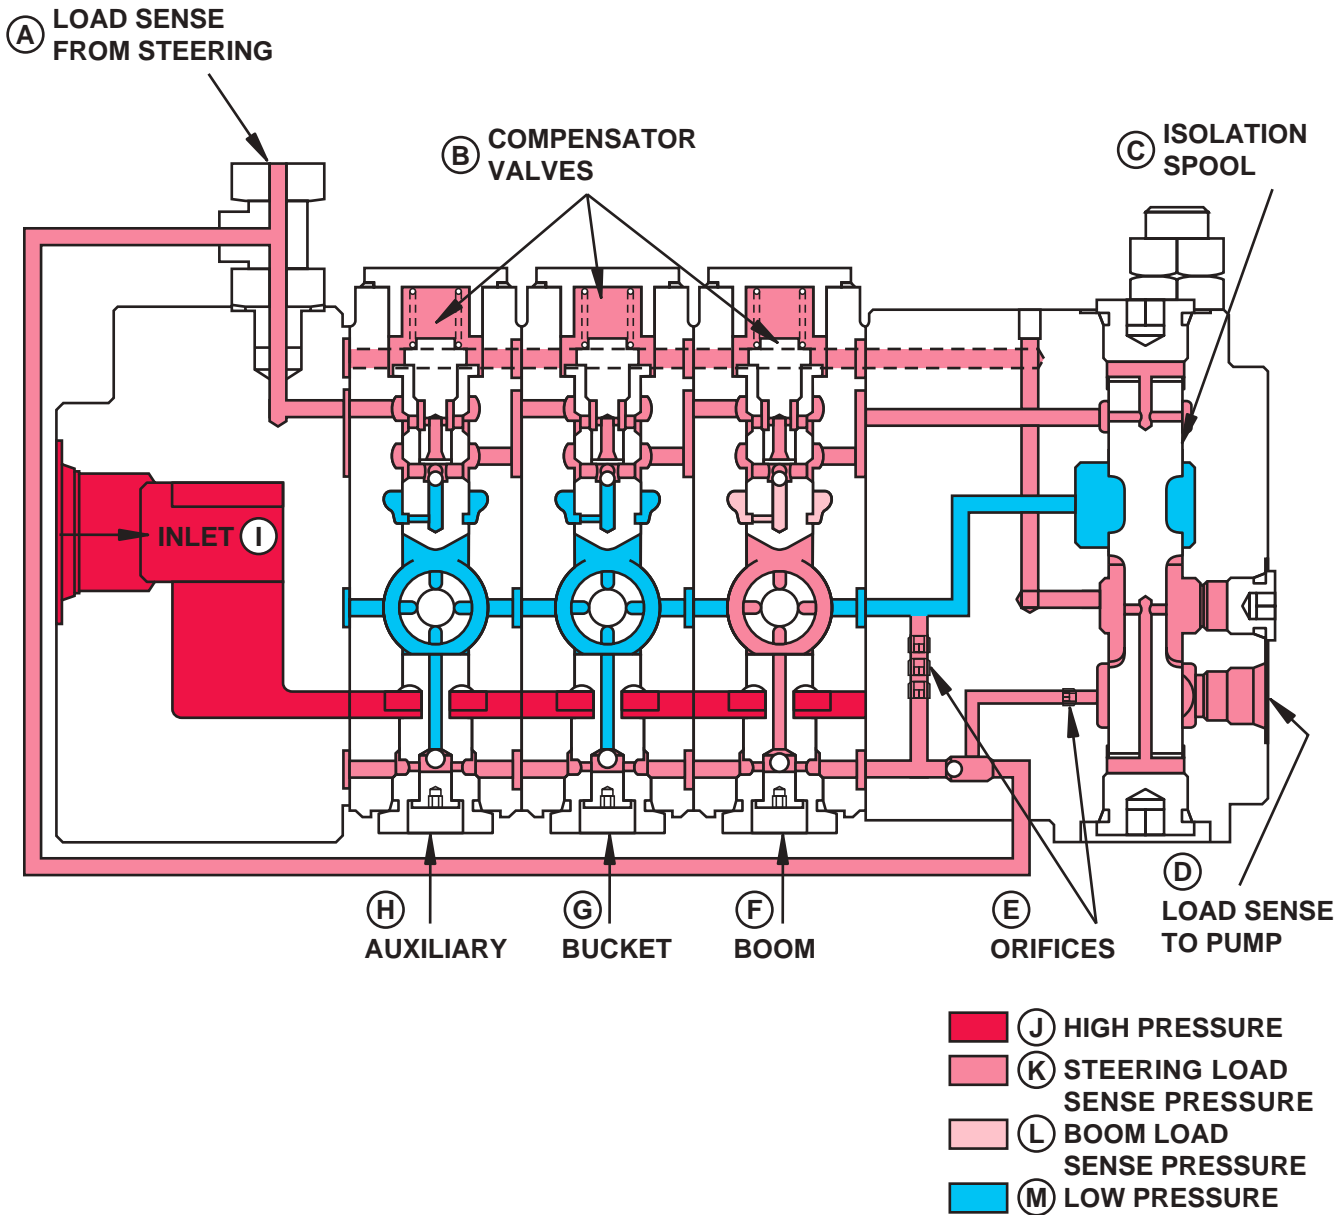 A LOAD SENSE
FROM STEERING
B COMPENSATOR
VALVES
C ISOLATION
SPOOL
INLET I
D
LOAD SENSE
TO PUMP
E
ORIFICES
F
BOOM
G
BUCKET
H
AUXILIARY
J HIGH PRESSURE
K STEERING LOAD
SENSE PRESSURE
L BOOM LOAD
SENSE PRESSURE
M LOW PRESSURE